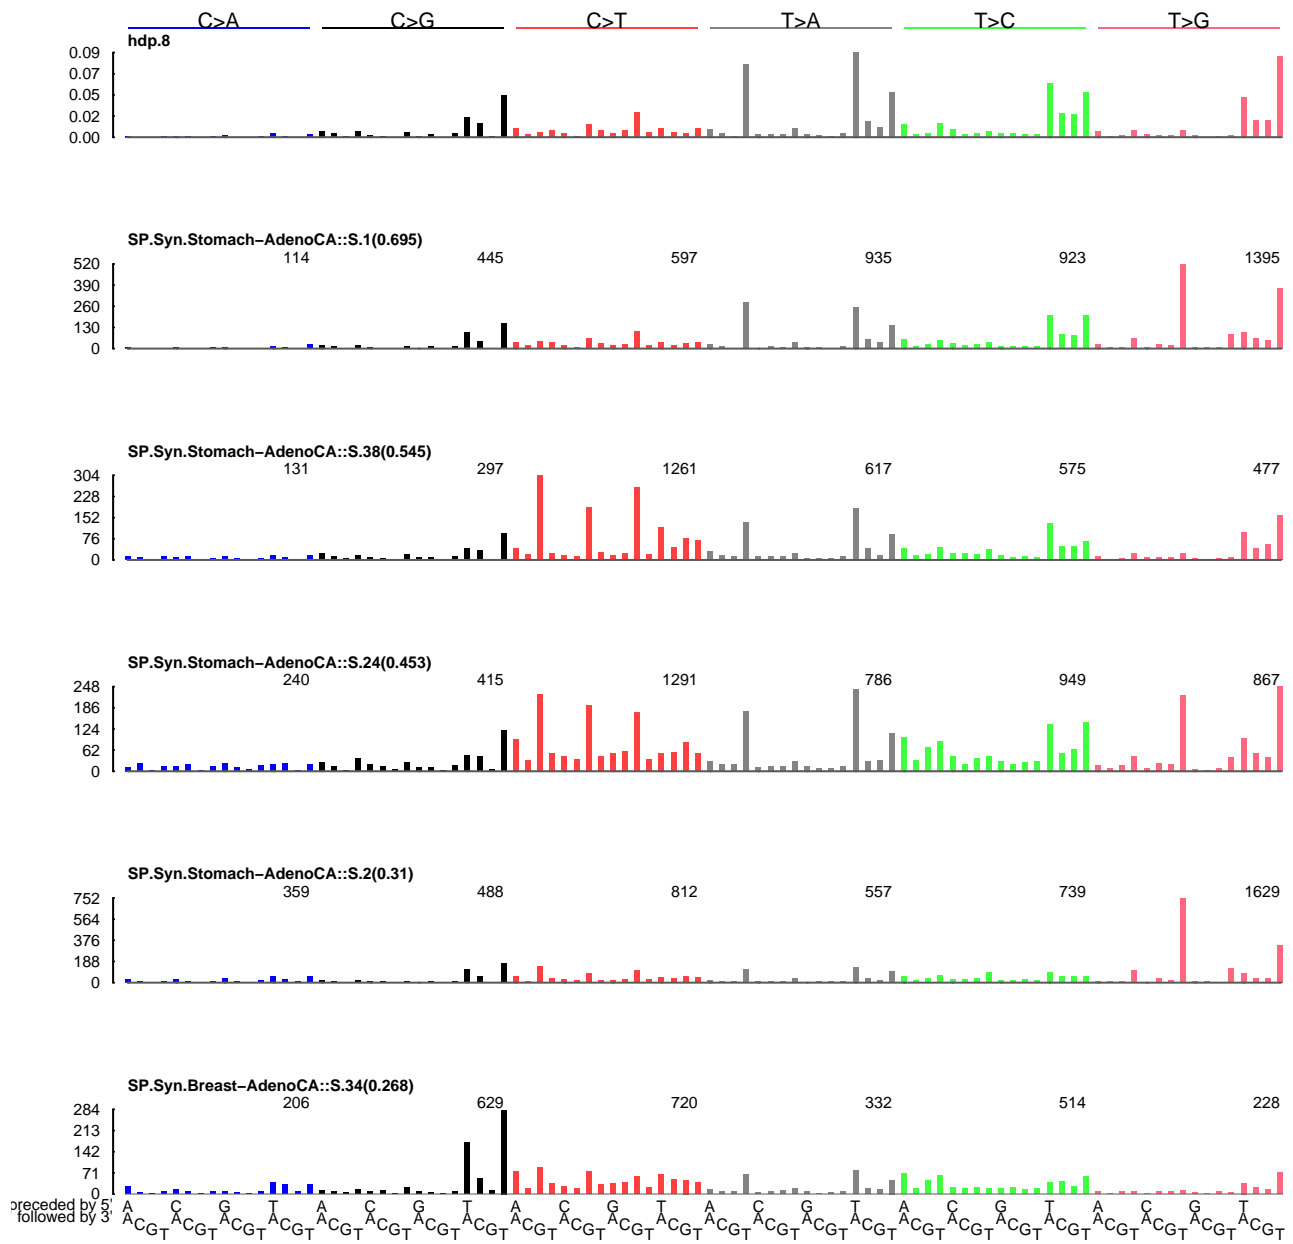 C>A C>G C>T T>A T>C T>G
hdp.8
0.09
0.07
0.05
0.02
0.00
SP.Syn.Stomach−AdenoCA::S.1(0.695)
114 445 597 935 923 1395
520
390
260
130
0
SP.Syn.Stomach−AdenoCA::S.38(0.545)
131 297 1261 617 575 477
304
228
152
76
0
SP.Syn.Stomach−AdenoCA::S.24(0.453)
240 415 1291 786 949 867
248
186
124
62
0
SP.Syn.Stomach−AdenoCA::S.2(0.31)
359 488 812 557 739 1629
752
564
376
188
0
SP.Syn.Breast−AdenoCA::S.34(0.268)
206 629 720 332 514 228
284
213
142
71
0
preceded by 5' A C G T A C G T A C G T A C G T A C G T A C G T
followed by 3' A C G T A C G T A C G T A C G T A C G T A C G T A C G T A C G T A C G T A C G T A C G T A C G T A C G T A C G T A C G T A C G T A C G T A C G T A C G T A C G T A C G T A C G T A C G T A C G T